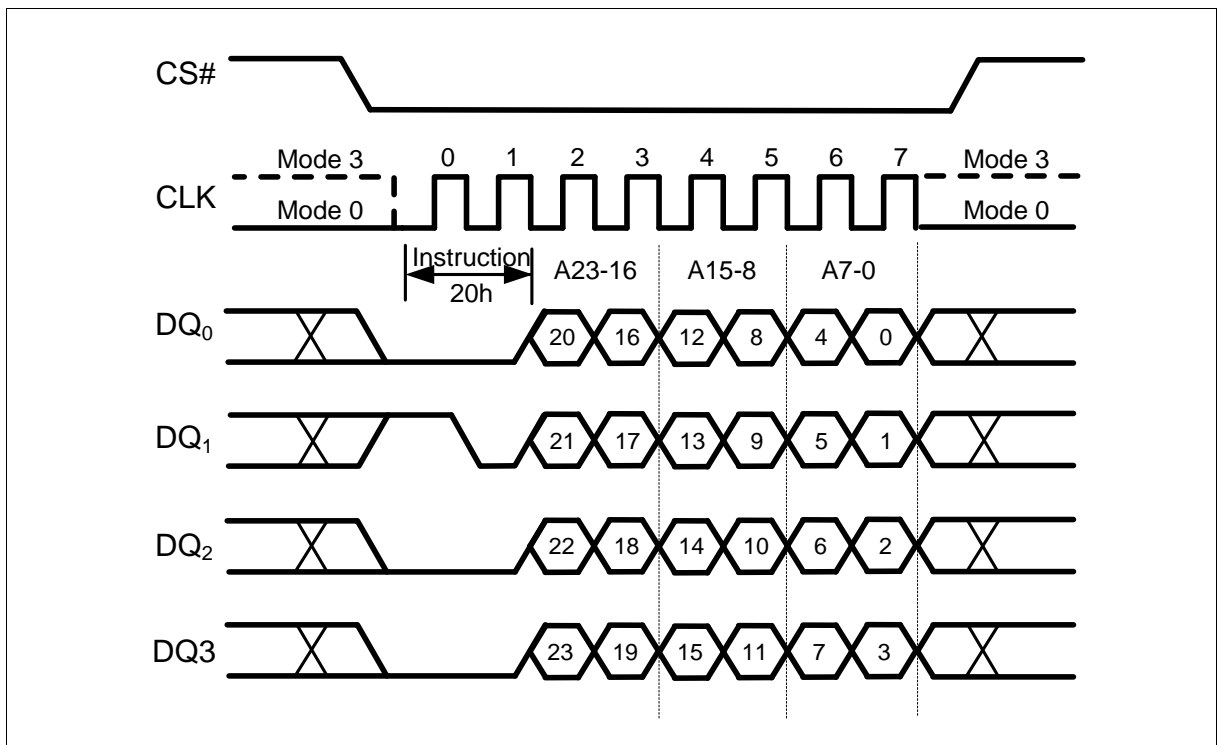 CS#
Mode 3 0 1 2 3 4 5 6 7 Mode 3
CLK
Mode 0 Mode 0
Instruction A23-16 A15-8 A7-0
20h
DQ₀ 20 16 12 8 4 0
DQ₁ 21 17 13 9 5 1
DQ₂ 22 18 14 10 6 2
DQ3 23 19 15 11 7 3